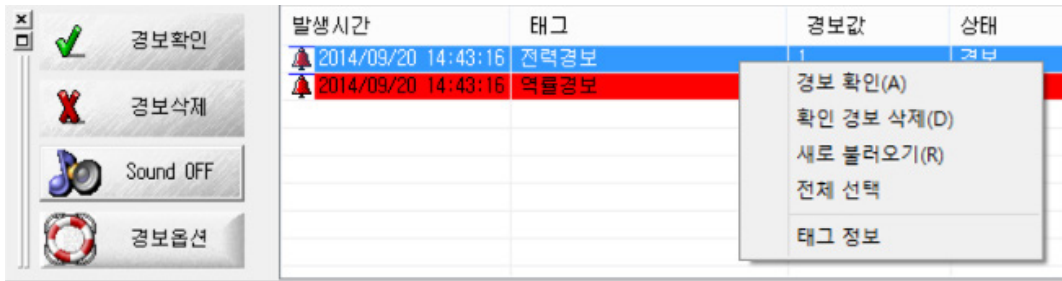 경보확인
경보삭제
Sound OFF
경보옵션
발생시간 태그 경보값 상태
2014/09/20 14:43:16 전력경보 1 경보
2014/09/20 14:43:16 역률경보
경보 확인(A)
확인 경보 삭제(D)
새로 불러오기(R)
전체 선택
태그 정보